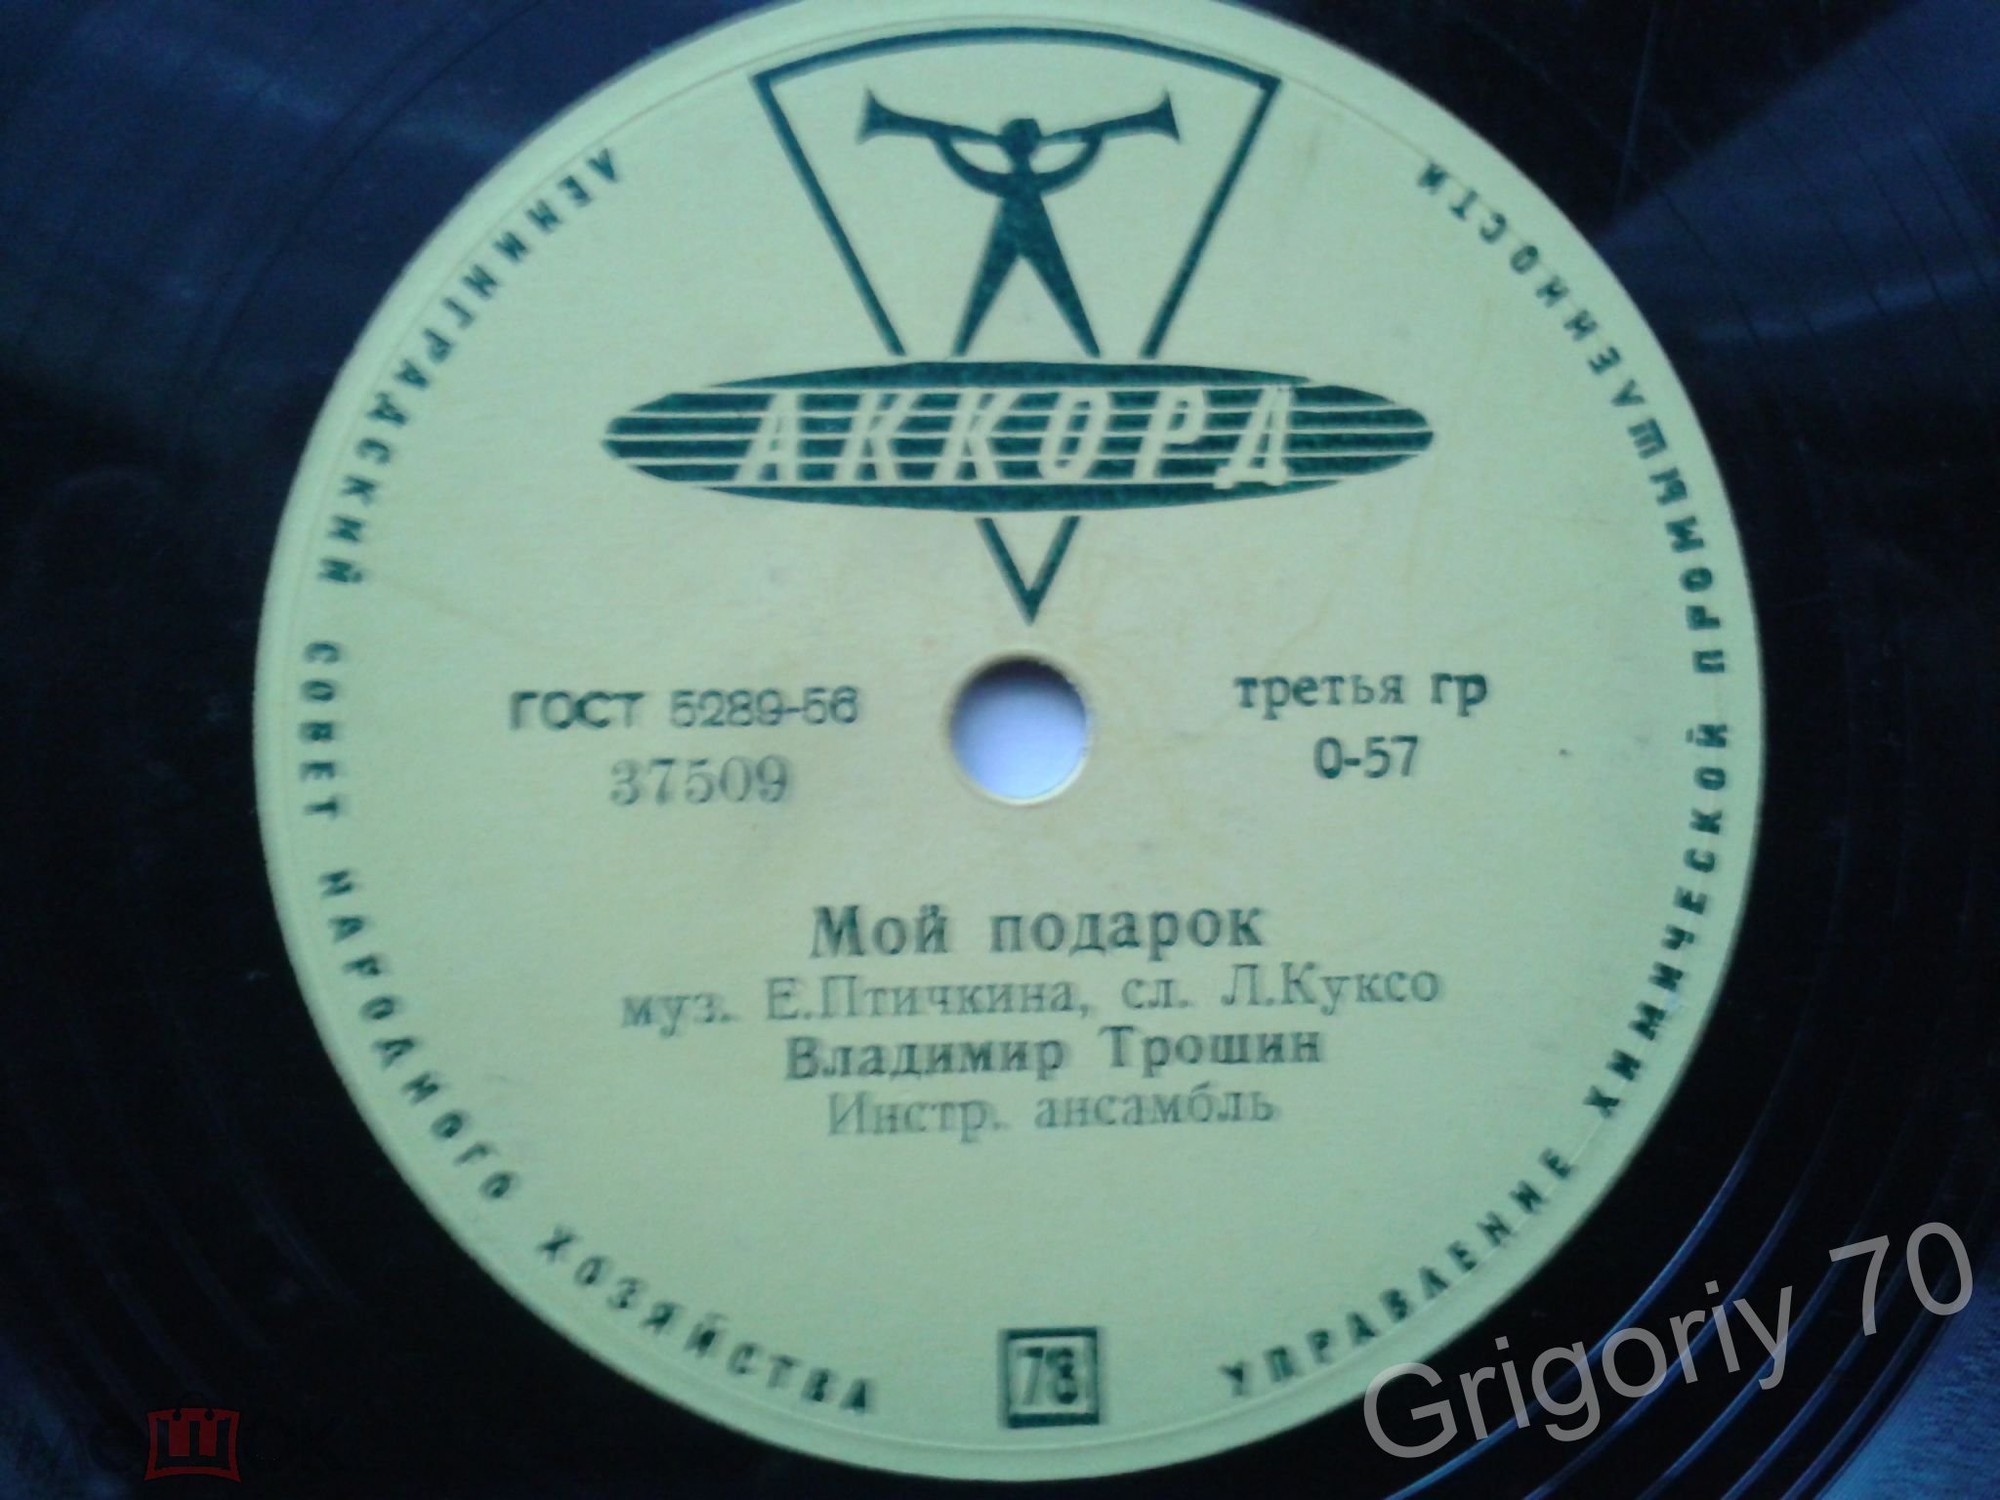 АККОРД
ЛЕНИНГРАДСКИЙ СОВЕТ НАРОДНОГО ХОЗЯЙСТВА
УПРАВЛЕНИЕ ХИМИЧЕСКОЙ ПРОМЫШЛЕННОСТИ
ГОСТ 5289-56
37509
третья гр
0-57
Мой подарок
муз. Е.Птичкина, сл. Л.Куксо
Владимир Трошин
Инстр. ансамбль
78
Grigoriy 70